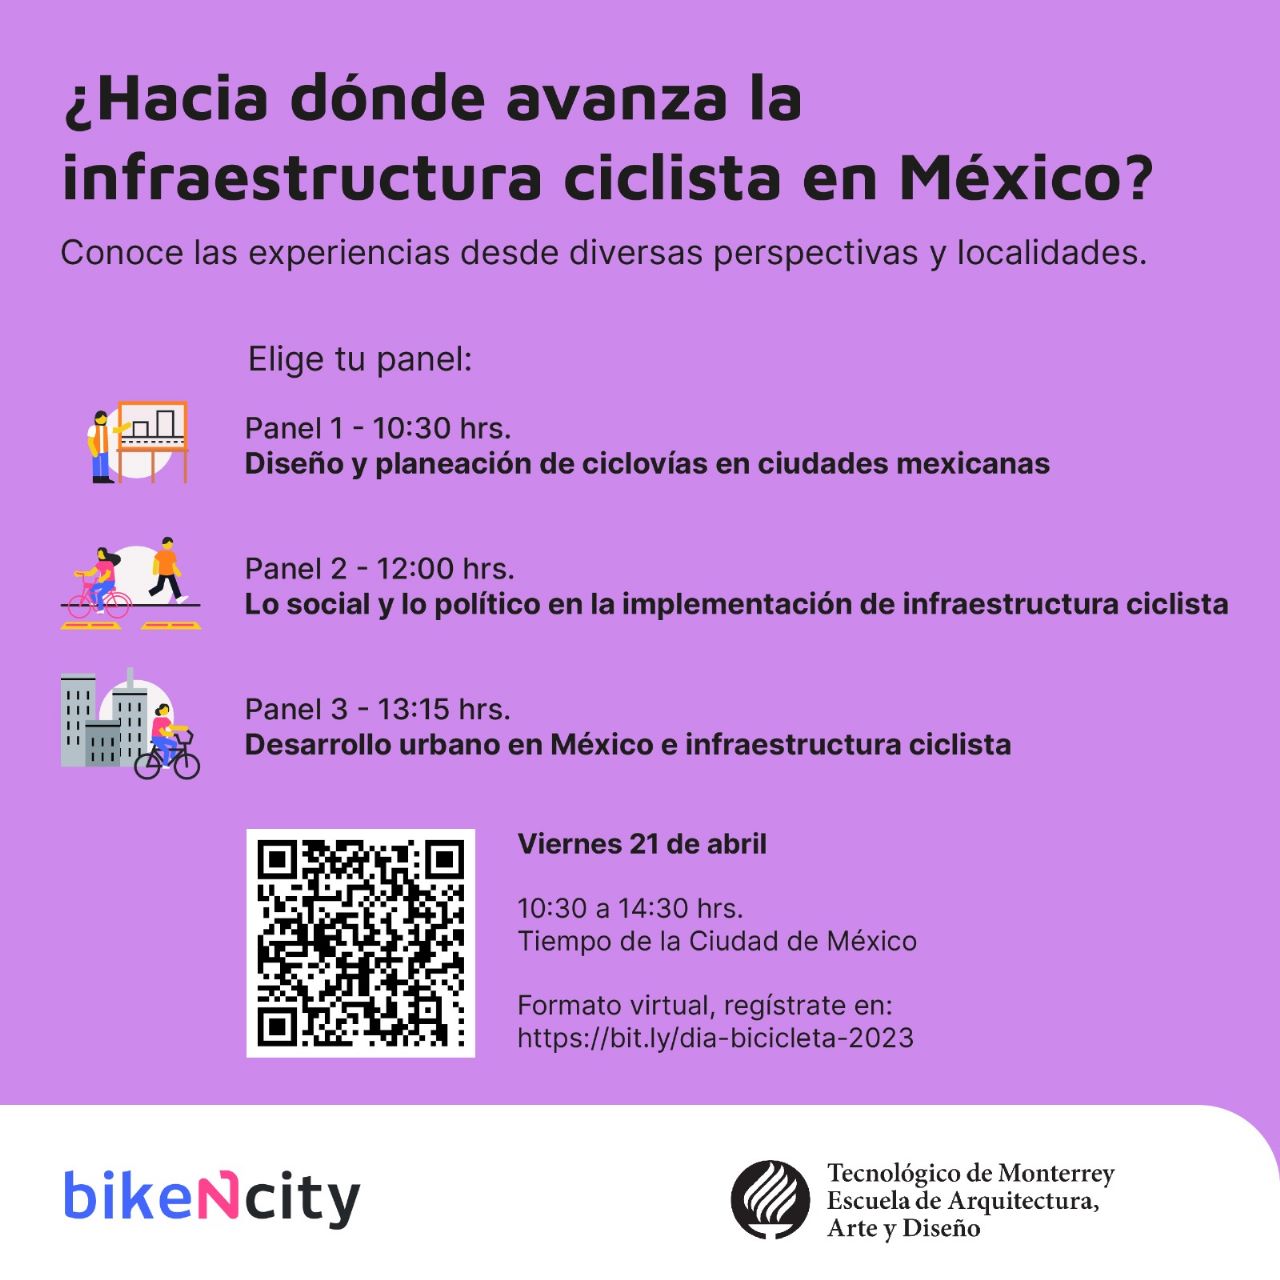 ¿Hacia dónde avanza la
infraestructura ciclista en México?
Conoce las experiencias desde diversas perspectivas y localidades.
Elige tu panel:
Panel 1 - 10:30 hrs.
Diseño y planeación de ciclovías en ciudades mexicanas
Panel 2 - 12:00 hrs.
Lo social y lo político en la implementación de infraestructura ciclista
Panel 3 - 13:15 hrs.
Desarrollo urbano en México e infraestructura ciclista
Viernes 21 de abril
10:30 a 14:30 hrs.
Tiempo de la Ciudad de México
Formato virtual, regístrate en:
https://bit.ly/dia-bicicleta-2023
bikeNcity
Tecnológico de Monterrey
Escuela de Arquitectura,
Arte y Diseño